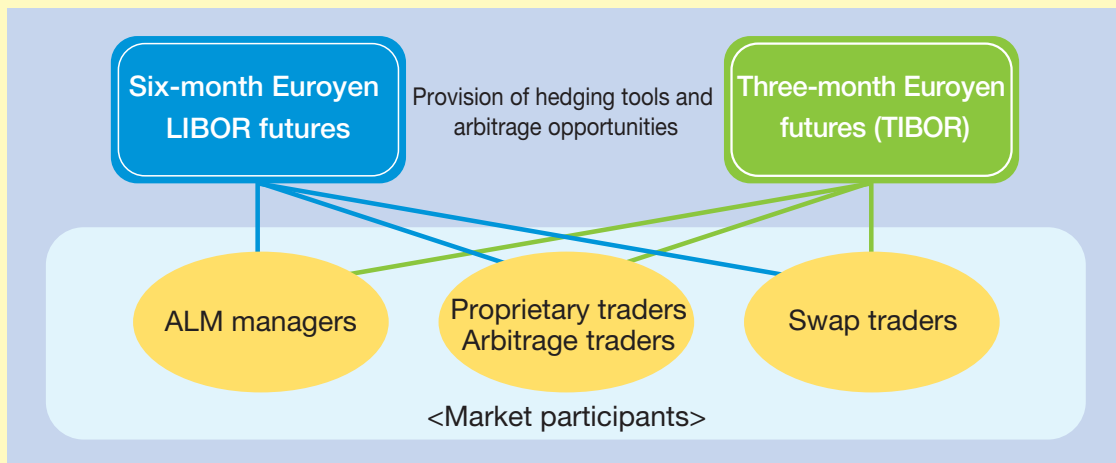 Six-month Euroyen
LIBOR futures
Provision of hedging tools and
arbitrage opportunities
Three-month Euroyen
futures (TIBOR)
ALM managers
Proprietary traders
Arbitrage traders
Swap traders
<Market participants>